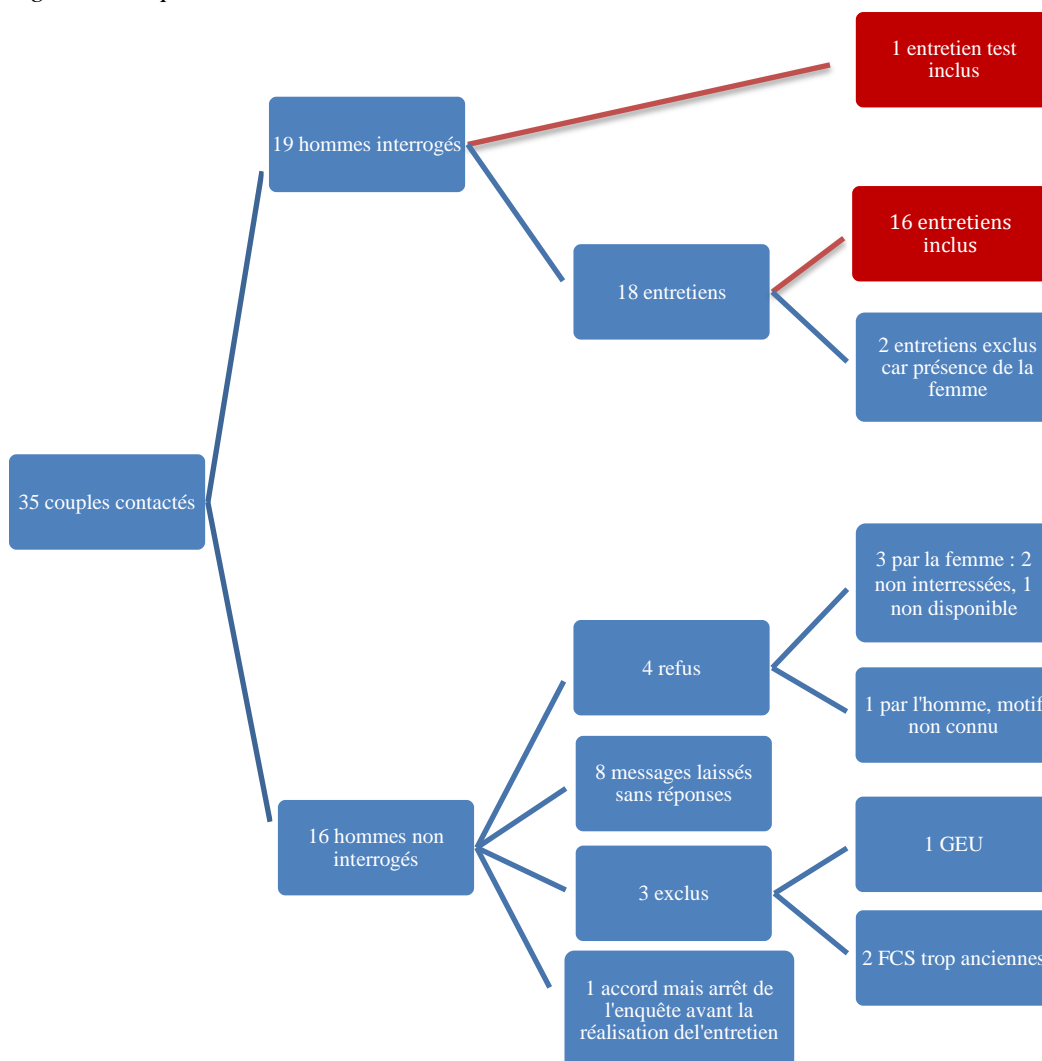 1 entretien test
inclus
19 hommes interrogés
16 entretiens
inclus
18 entretiens
2 entretiens exclus
car présence de la
femme
35 couples contactés
3 par la femme : 2
non interressées, 1
non disponible
4 refus
1 par l'homme, motif
non connu
8 messages laissés
sans réponses
16 hommes non
interrogés
1 GEU
3 exclus
2 FCS trop anciennes
1 accord mais arrêt de
l'enquête avant la
réalisation del'entretien